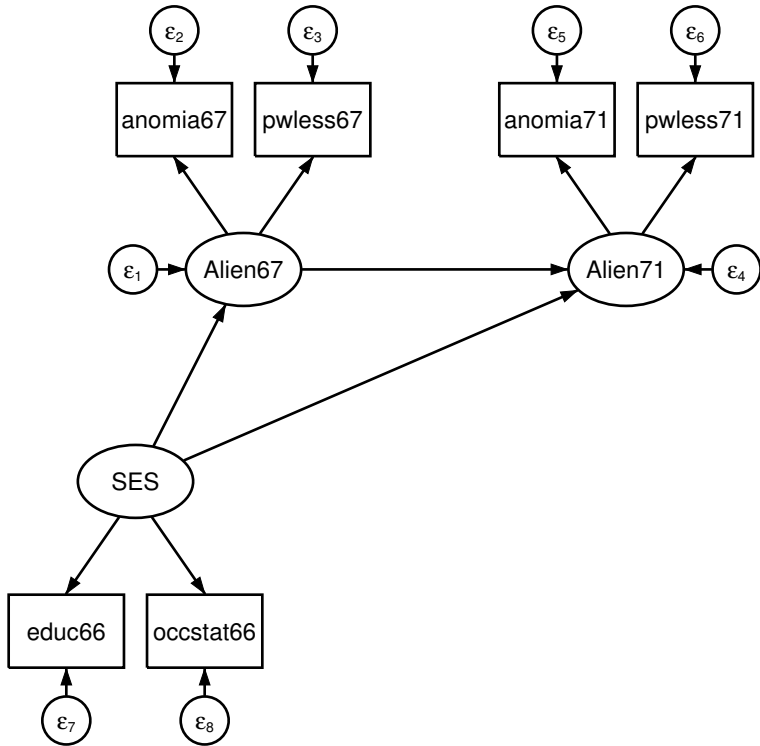 ε2
ε3
ε5
ε6
anomia67
pwless67
anomia71
pwless71
ε1
Alien67
Alien71
ε4
SES
educ66
occstat66
ε7
ε8